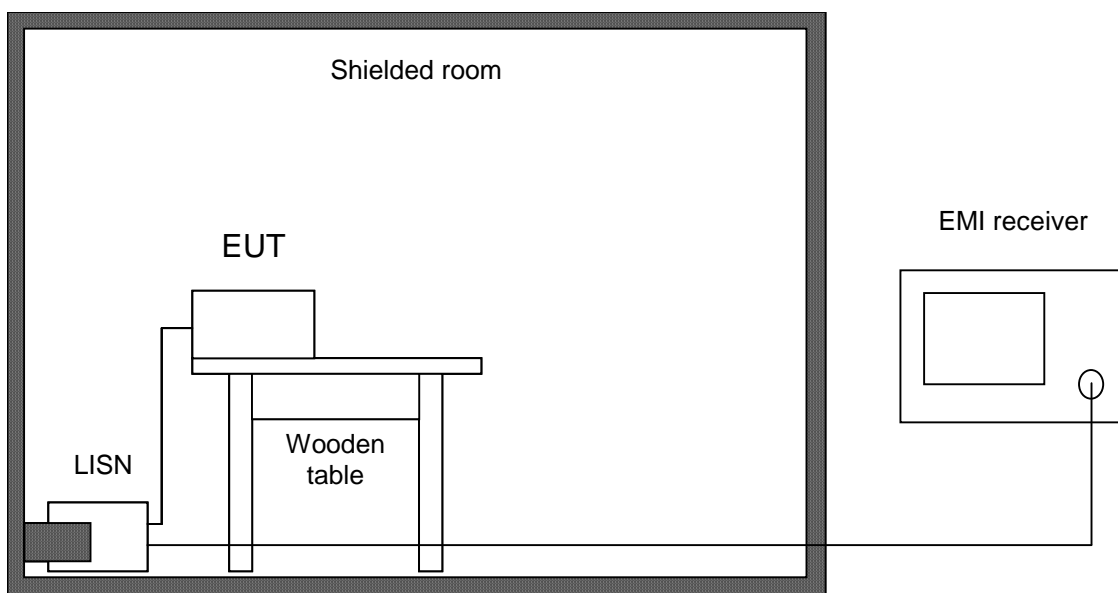 Shielded room
EMI receiver
EUT
Wooden
table
LISN